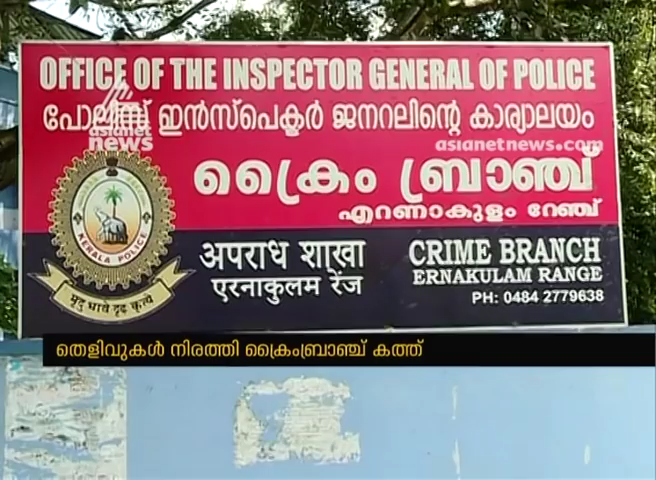 OFFICE OF THE INSPECTOR GENERAL OF POLICE
പോലീസ് ഇൻസ്പെക്ടർ ജനറലിന്റെ കാര്യാലയം
asianet
news
asianetnews.com
ക്രൈം ബ്രാഞ്ച്
എറണാകുളം റേഞ്ച്
KERALA POLICE
मृदु भावे दृढ कृत्ये
अपराध शाखा
एरनाकुलम रेंज
CRIME BRANCH
ERNAKULAM RANGE
PH: 0484 2779638
തെളിവുകൾ നിരത്തി ക്രൈംബ്രാഞ്ച് കത്ത്